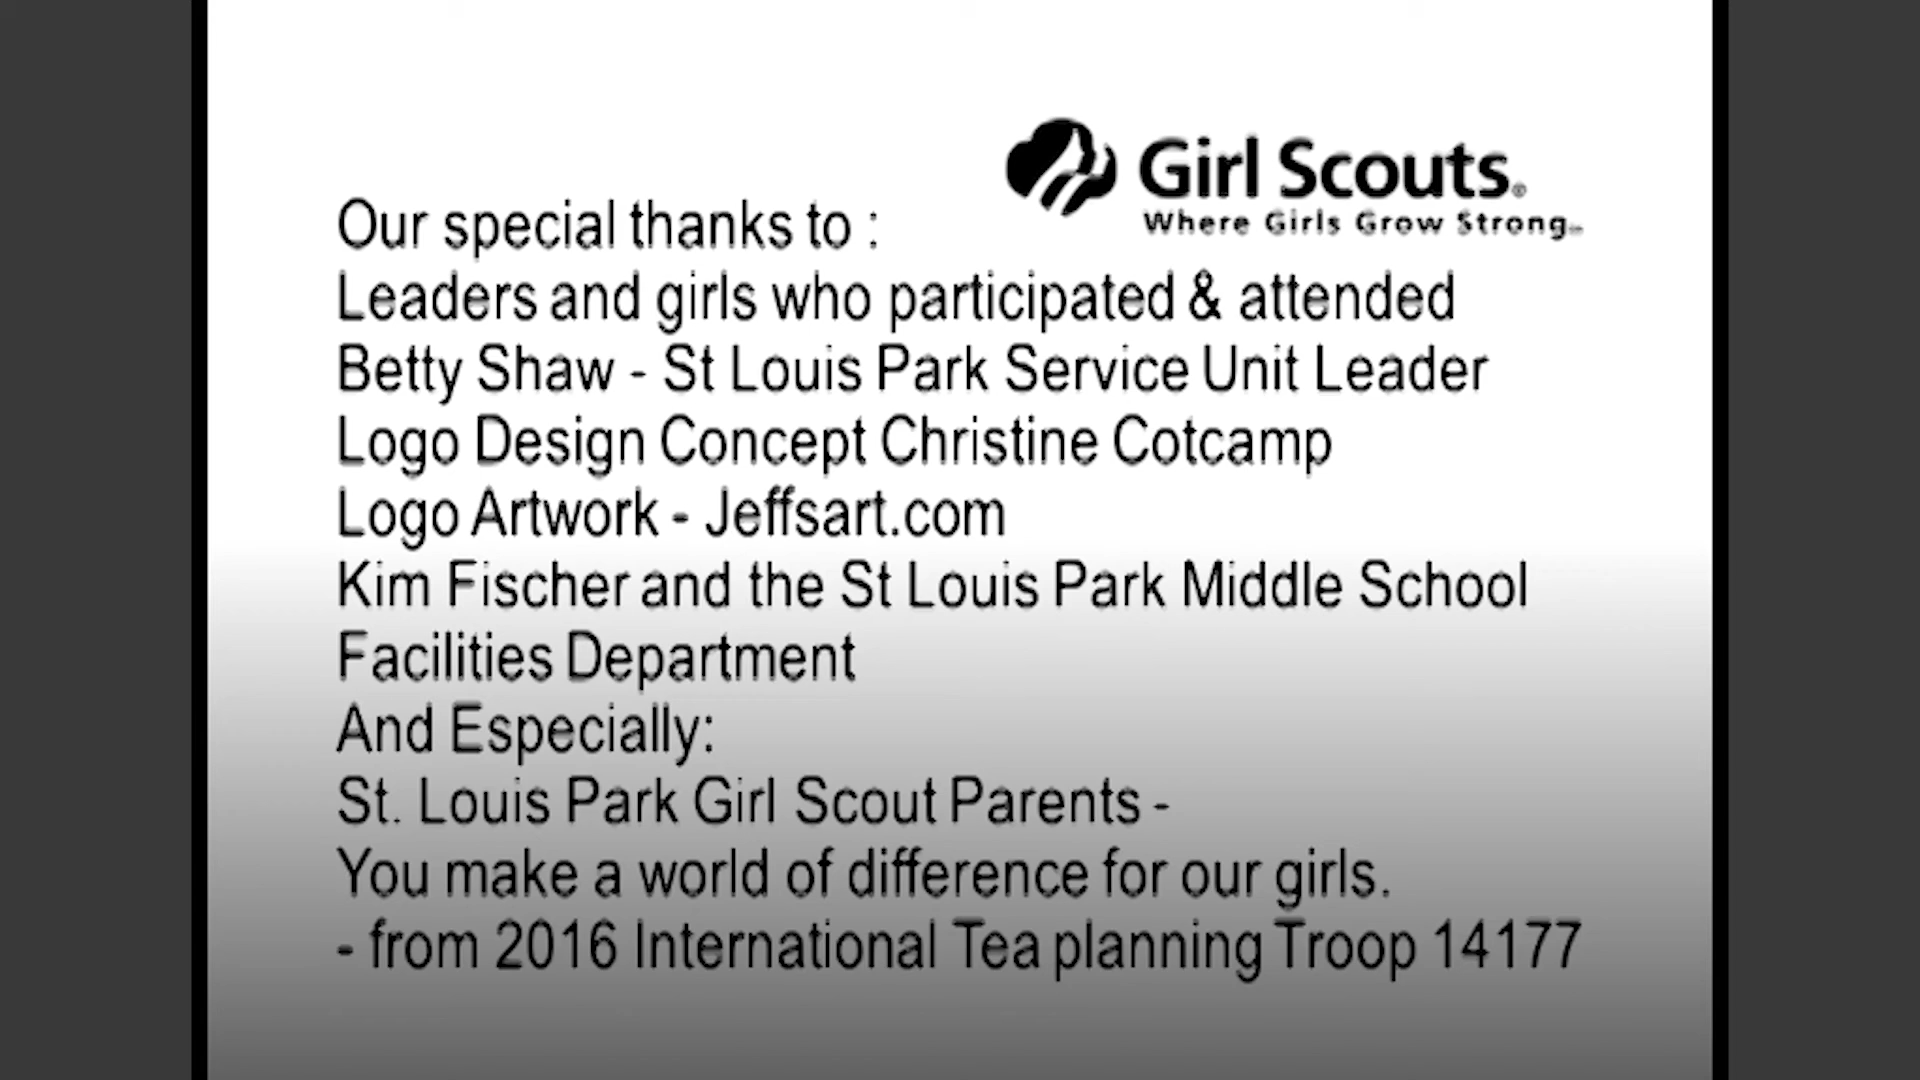 Girl Scouts.
Where Girls Grow Strong
Our special thanks to :
Leaders and girls who participated & attended
Betty Shaw - St Louis Park Service Unit Leader
Logo Design Concept Christine Cotcamp
Logo Artwork - Jeffsart.com
Kim Fischer and the St Louis Park Middle School
Facilities Department
And Especially:
St. Louis Park Girl Scout Parents -
You make a world of difference for our girls.
- from 2016 International Tea planning Troop 14177